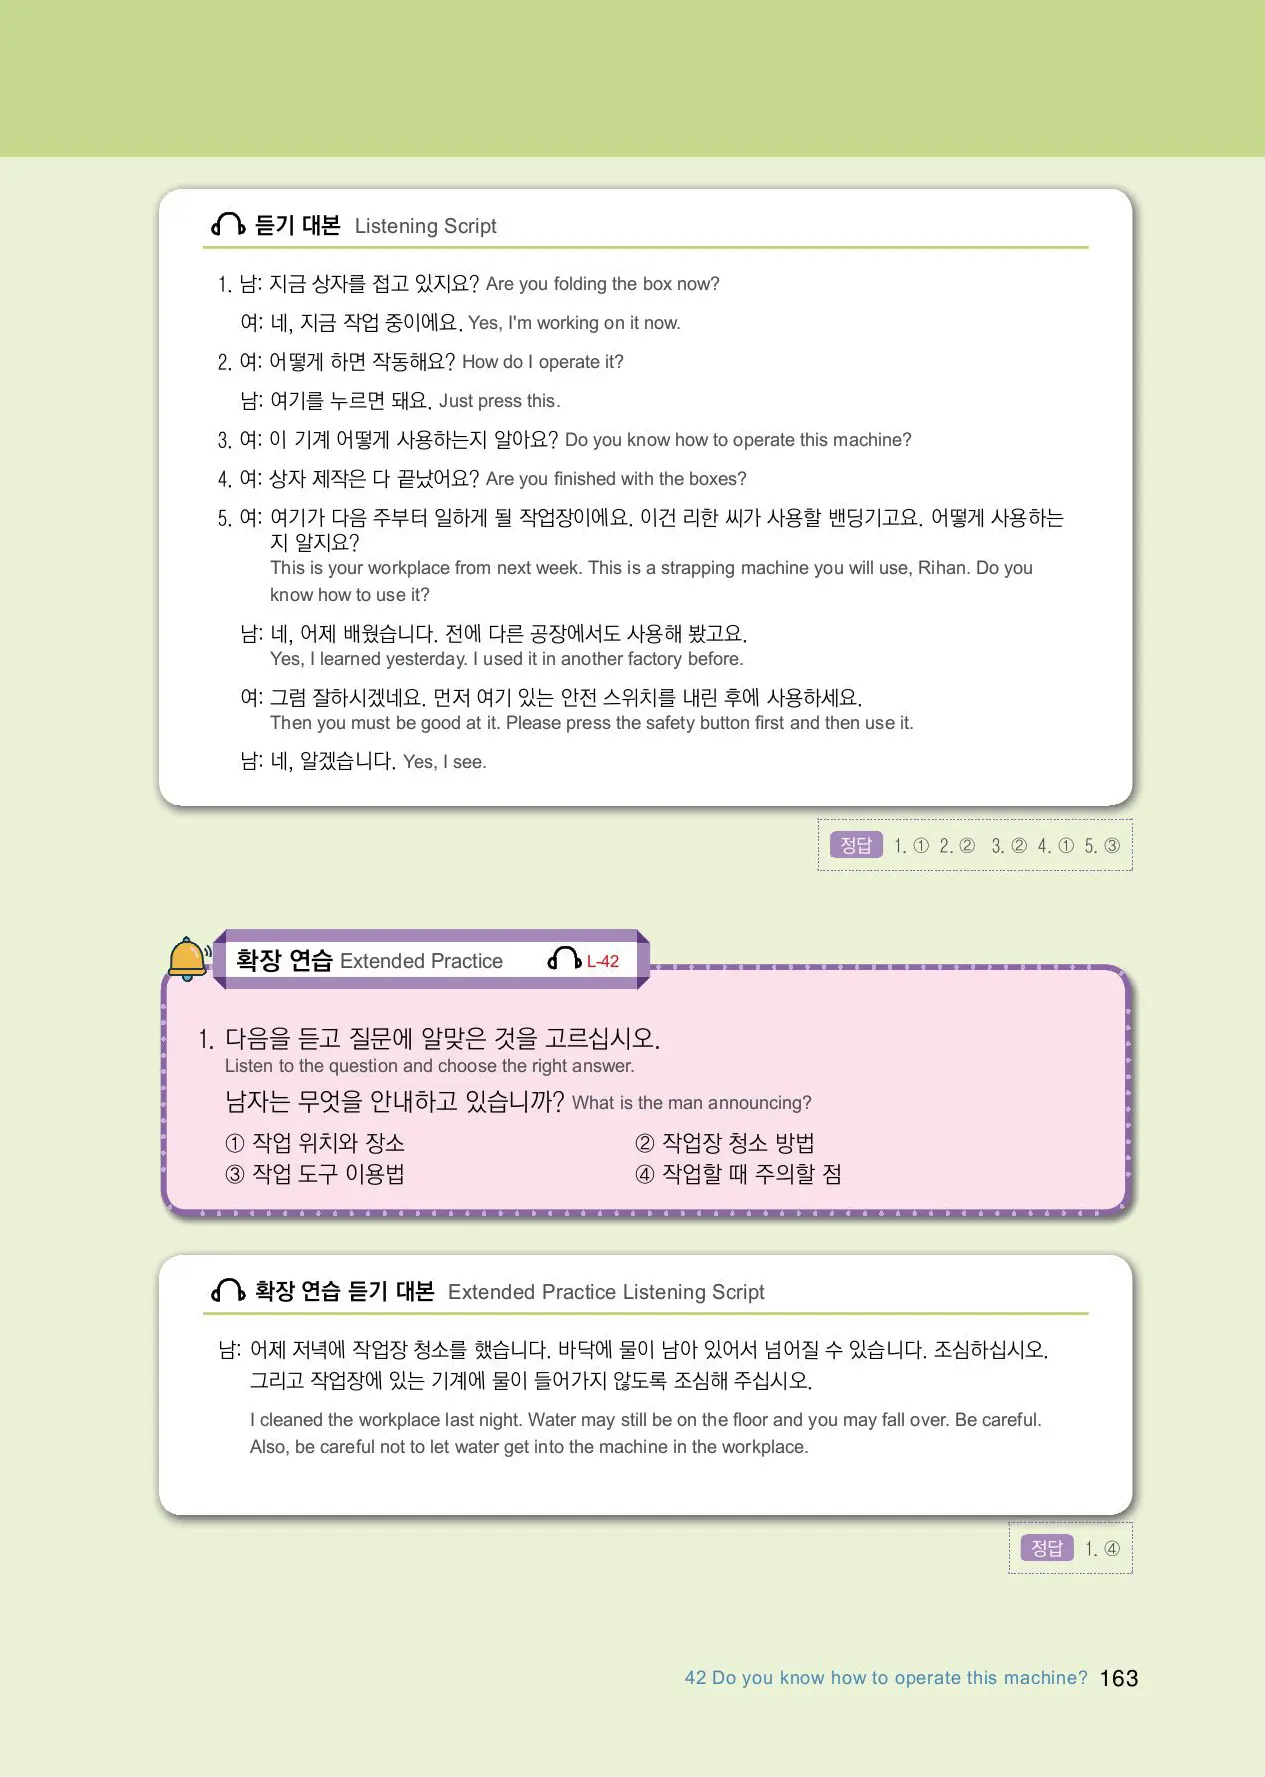 듣기 대본 Listening Script
1. 남: 지금 상자를 접고 있지요? Are you folding the box now?
여: 네, 지금 작업 중이에요. Yes, I'm working on it now.
2. 여: 어떻게 하면 작동해요? How do I operate it?
남: 여기를 누르면 돼요. Just press this.
3. 여: 이 기계 어떻게 사용하는지 알아요? Do you know how to operate this machine?
4. 여: 상자 제작은 다 끝났어요? Are you finished with the boxes?
5. 여: 여기가 다음 주부터 일하게 될 작업장이에요. 이건 리한 씨가 사용할 밴딩기고요. 어떻게 사용하는
지 알지요?
This is your workplace from next week. This is a strapping machine you will use, Rihan. Do you
know how to use it?
남: 네, 어제 배웠습니다. 전에 다른 공장에서도 사용해 봤고요.
Yes, I learned yesterday. I used it in another factory before.
여: 그럼 잘하시겠네요. 먼저 여기 있는 안전 스위치를 내린 후에 사용하세요.
Then you must be good at it. Please press the safety button first and then use it.
남: 네, 알겠습니다. Yes, I see.
정답 1. ① 2. ② 3. ② 4. ① 5. ③
확장 연습 Extended Practice L-42
1. 다음을 듣고 질문에 알맞은 것을 고르십시오.
Listen to the question and choose the right answer.
남자는 무엇을 안내하고 있습니까? What is the man announcing?
① 작업 위치와 장소 ② 작업장 청소 방법
③ 작업 도구 이용법 ④ 작업할 때 주의할 점
확장 연습 듣기 대본 Extended Practice Listening Script
남: 어제 저녁에 작업장 청소를 했습니다. 바닥에 물이 남아 있어서 넘어질 수 있습니다. 조심하십시오.
그리고 작업장에 있는 기계에 물이 들어가지 않도록 조심해 주십시오.
I cleaned the workplace last night. Water may still be on the floor and you may fall over. Be careful.
Also, be careful not to let water get into the machine in the workplace.
정답 1. ④
42 Do you know how to operate this machine? 163